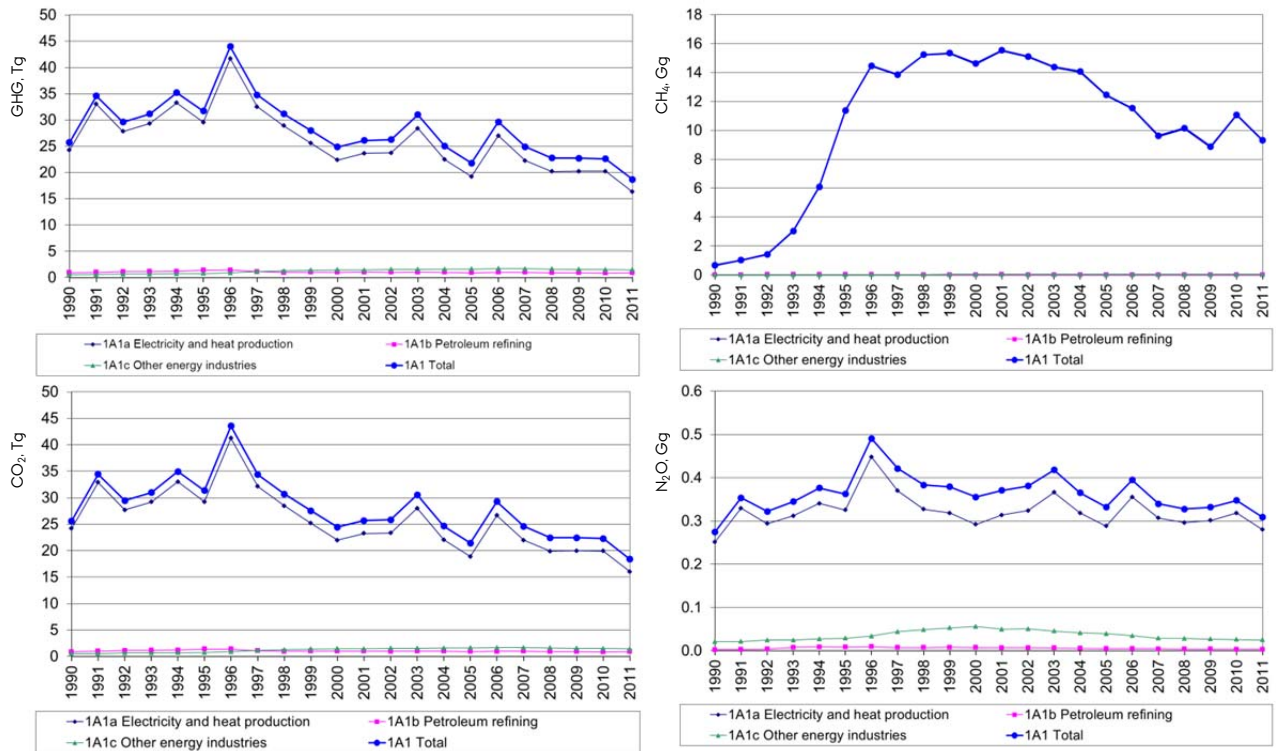 GHG, Tg
50
45
40
35
30
25
20
15
10
5
0
1990 1991 1992 1993 1994 1995 1996 1997 1998 1999 2000 2001 2002 2003 2004 2005 2006 2007 2008 2009 2010 2011
1A1a Electricity and heat production 1A1b Petroleum refining
1A1c Other energy industries 1A1 Total
CH₄, Gg
18
16
14
12
10
8
6
4
2
0
1990 1991 1992 1993 1994 1995 1996 1997 1998 1999 2000 2001 2002 2003 2004 2005 2006 2007 2008 2009 2010 2011
1A1a Electricity and heat production 1A1b Petroleum refining
1A1c Other energy industries 1A1 Total
CO₂, Tg
50
45
40
35
30
25
20
15
10
5
0
1990 1991 1992 1993 1994 1995 1996 1997 1998 1999 2000 2001 2002 2003 2004 2005 2006 2007 2008 2009 2010 2011
1A1a Electricity and heat production 1A1b Petroleum refining
1A1c Other energy industries 1A1 Total
N₂O, Gg
0.6
0.5
0.4
0.3
0.2
0.1
0.0
1990 1991 1992 1993 1994 1995 1996 1997 1998 1999 2000 2001 2002 2003 2004 2005 2006 2007 2008 2009 2010 2011
1A1a Electricity and heat production 1A1b Petroleum refining
1A1c Other energy industries 1A1 Total